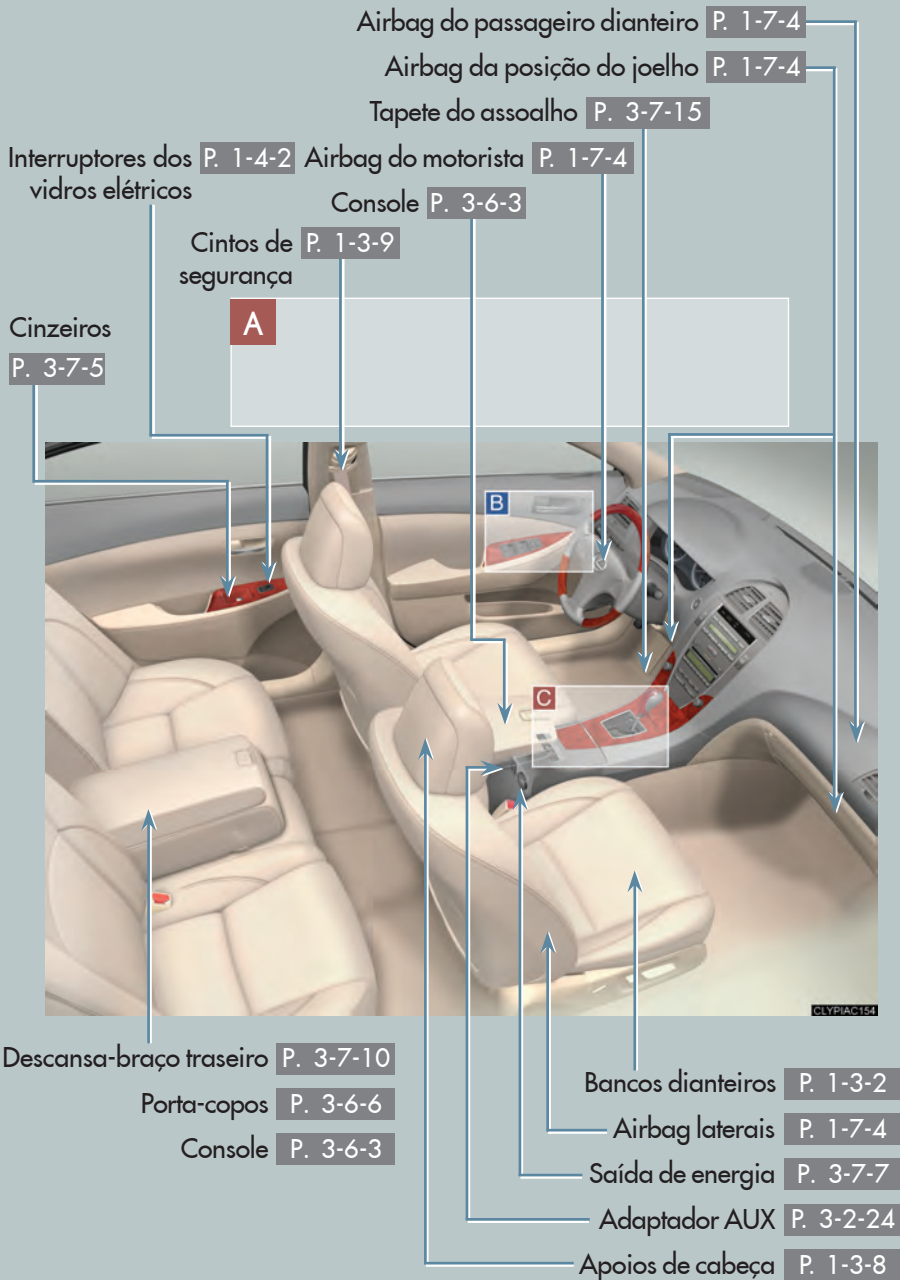 Airbag do passageiro dianteiro P. 1-7-4
Airbag da posição do joelho P. 1-7-4
Tapete do assoalho P. 3-7-15
Interruptores dos P. 1-4-2
vidros elétricos
Airbag do motorista P. 1-7-4
Console P. 3-6-3
Cintos de P. 1-3-9
segurança
Cinzeiros
P. 3-7-5
A
B
C
CLYPIAC154
Descansa-braço traseiro P. 3-7-10
Porta-copos P. 3-6-6
Console P. 3-6-3
Bancos dianteiros P. 1-3-2
Airbag laterais P. 1-7-4
Saída de energia P. 3-7-7
Adaptador AUX P. 3-2-24
Apoios de cabeça P. 1-3-8